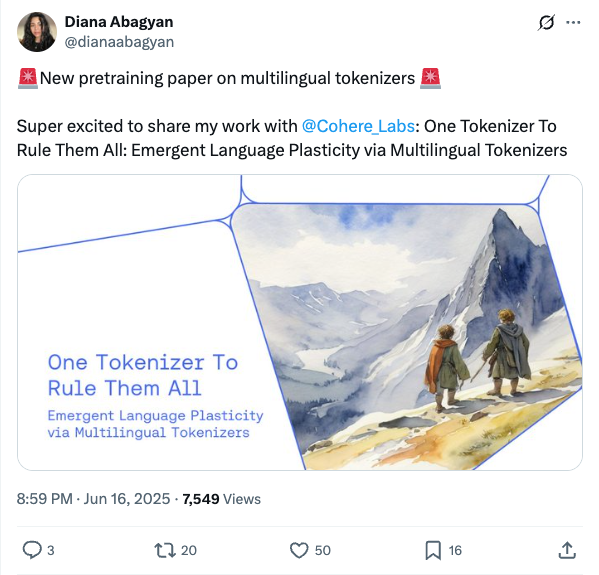 Diana Abagyan
@dianaabagyan
🚨New pretraining paper on multilingual tokenizers 🚨
Super excited to share my work with @Cohere_Labs: One Tokenizer To
Rule Them All: Emergent Language Plasticity via Multilingual Tokenizers
One Tokenizer To
Rule Them All
Emergent Language Plasticity
via Multilingual Tokenizers
8:59 PM · Jun 16, 2025 · 7,549 Views
3 20 50 16